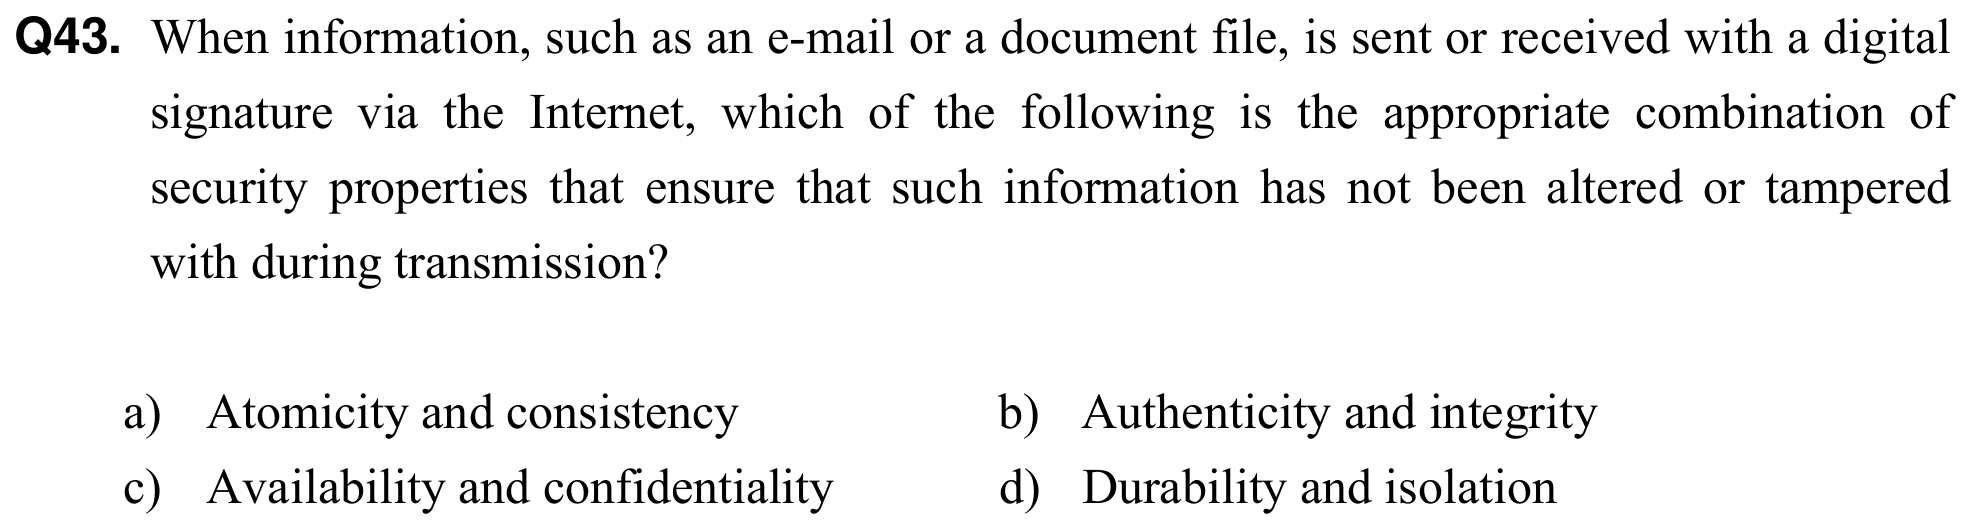 Q43. When information, such as an e-mail or a document file, is sent or received with a digital
signature via the Internet, which of the following is the appropriate combination of
security properties that ensure that such information has not been altered or tampered
with during transmission?
a) Atomicity and consistency b) Authenticity and integrity
c) Availability and confidentiality d) Durability and isolation